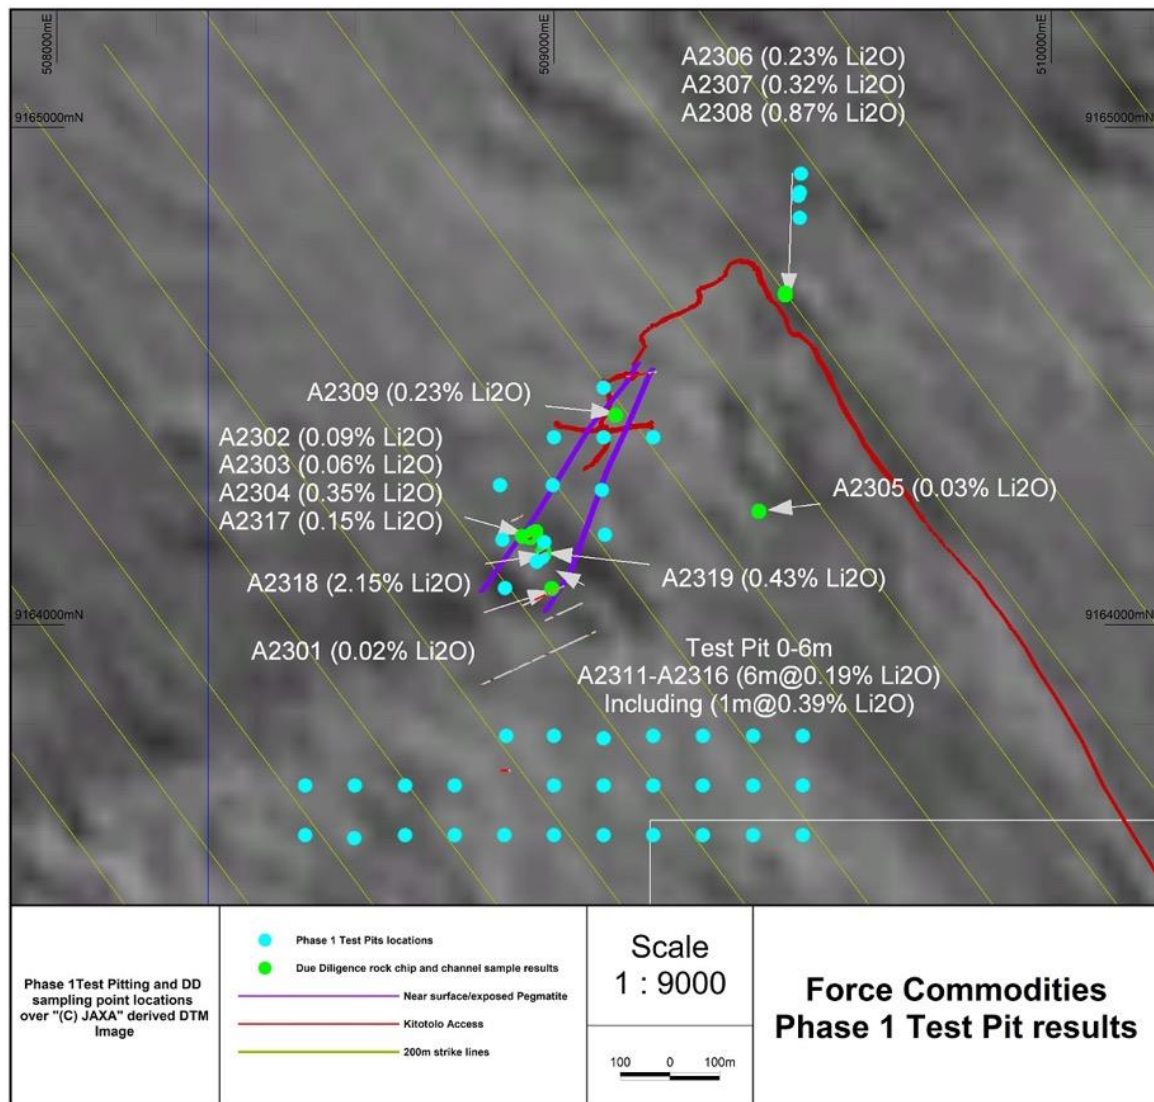 508000mE
509000mE
510000mE
A2306 (0.23% Li2O)
A2307 (0.32% Li2O)
A2308 (0.87% Li2O)
9165000mN
9165000mN
A2309 (0.23% Li2O)
A2302 (0.09% Li2O)
A2303 (0.06% Li2O)
A2304 (0.35% Li2O)
A2317 (0.15% Li2O)
A2305 (0.03% Li2O)
A2318 (2.15% Li2O)
A2319 (0.43% Li2O)
9164000mN
9164000mN
A2301 (0.02% Li2O)
Test Pit 0-6m
A2311-A2316 (6m@0.19% Li2O)
Including (1m@0.39% Li2O)
Phase 1Test Pitting and DD
sampling point locations
over "(C) JAXA" derived DTM
Image
Phase 1 Test Pits locations
Due Diligence rock chip and channel sample results
Near surface/exposed Pegmatite
Kitotolo Access
200m strike lines
Scale
1 : 9000
100 0 100m
Force Commodities
Phase 1 Test Pit results